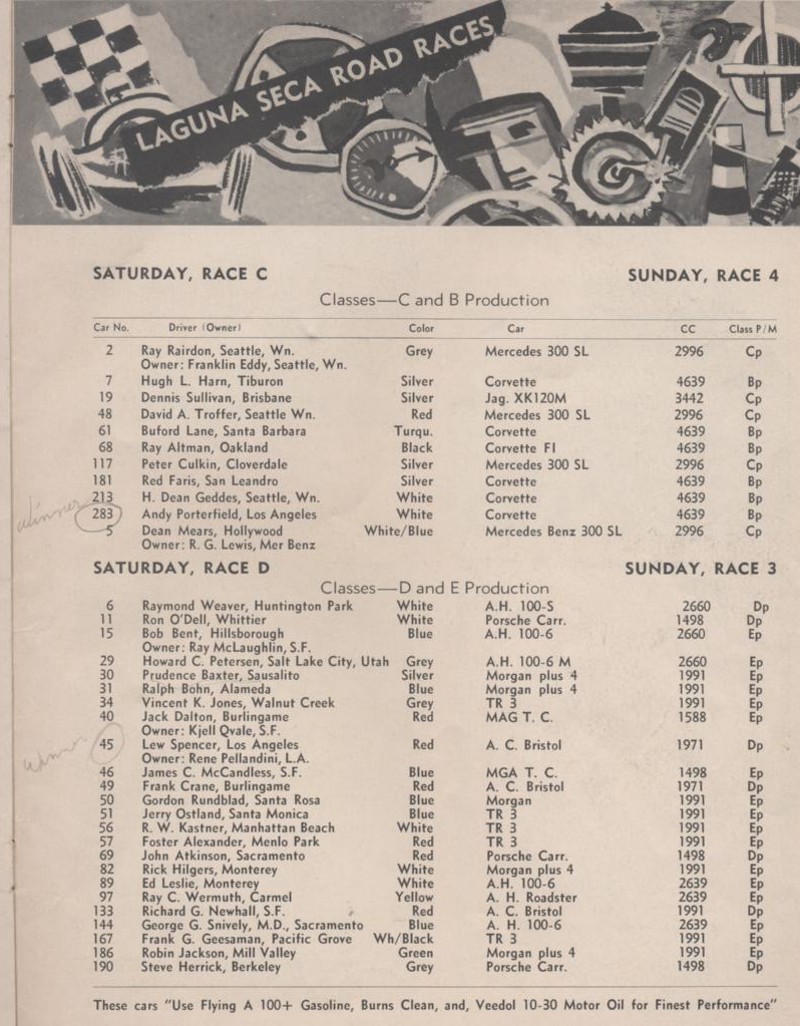 LAGUNA SECA ROAD RACES
SATURDAY, RACE C SUNDAY, RACE 4
Classes—C and B Production
Car No. Driver (Owner) Color Car CC Class P/M
2 Ray Rairdon, Seattle, Wn. Grey Mercedes 300 SL 2996 Cp
Owner: Franklin Eddy, Seattle, Wn.
7 Hugh L. Harn, Tiburon Silver Corvette 4639 Bp
19 Dennis Sullivan, Brisbane Silver Jag. XK120M 3442 Cp
48 David A. Troffer, Seattle Wn. Red Mercedes 300 SL 2996 Cp
61 Buford Lane, Santa Barbara Turqu. Corvette 4639 Bp
68 Ray Altman, Oakland Black Corvette FI 4639 Bp
117 Peter Culkin, Cloverdale Silver Mercedes 300 SL 2996 Cp
181 Red Faris, San Leandro Silver Corvette 4639 Bp
213 H. Dean Geddes, Seattle, Wn. White Corvette 4639 Bp
winner 283 Andy Porterfield, Los Angeles White Corvette 4639 Bp
5 Dean Mears, Hollywood White/Blue Mercedes Benz 300 SL 2996 Cp
Owner: R. G. Lewis, Mer Benz
SATURDAY, RACE D SUNDAY, RACE 3
Classes—D and E Production
6 Raymond Weaver, Huntington Park White A.H. 100-S 2660 Dp
11 Ron O'Dell, Whittier White Porsche Carr. 1498 Dp
15 Bob Bent, Hillsborough Blue A.H. 100-6 2660 Ep
Owner: Ray McLaughlin, S.F.
29 Howard C. Petersen, Salt Lake City, Utah Grey A.H. 100-6 M 2660 Ep
30 Prudence Baxter, Sausalito Silver Morgan plus 4 1991 Ep
31 Ralph Bohn, Alameda Blue Morgan plus 4 1991 Ep
34 Vincent K. Jones, Walnut Creek Grey TR 3 1991 Ep
40 Jack Dalton, Burlingame Red MAG T. C. 1588 Ep
Owner: Kjell Qvale, S.F.
winner 45 Lew Spencer, Los Angeles Red A. C. Bristol 1971 Dp
Owner: Rene Pellandini, L.A.
46 James C. McCandless, S.F. Blue MGA T. C. 1498 Ep
49 Frank Crane, Burlingame Red A. C. Bristol 1971 Dp
50 Gordon Rundblad, Santa Rosa Blue Morgan 1991 Ep
51 Jerry Ostland, Santa Monica Blue TR 3 1991 Ep
56 R. W. Kastner, Manhattan Beach White TR 3 1991 Ep
57 Foster Alexander, Menlo Park Red TR 3 1991 Ep
69 John Atkinson, Sacramento Red Porsche Carr. 1498 Dp
82 Rick Hilgers, Monterey White Morgan plus 4 1991 Ep
89 Ed Leslie, Monterey White A.H. 100-6 2639 Ep
97 Ray C. Wermuth, Carmel Yellow A. H. Roadster 2639 Ep
133 Richard G. Newhall, S.F. Red A. C. Bristol 1991 Dp
144 George G. Snively, M.D., Sacramento Blue A. H. 100-6 2639 Ep
167 Frank G. Geesaman, Pacific Grove Wh/Black TR 3 1991 Ep
186 Robin Jackson, Mill Valley Green Morgan plus 4 1991 Ep
190 Steve Herrick, Berkeley Grey Porsche Carr. 1498 Dp
These cars "Use Flying A 100+ Gasoline, Burns Clean, and, Veedol 10-30 Motor Oil for Finest Performance"